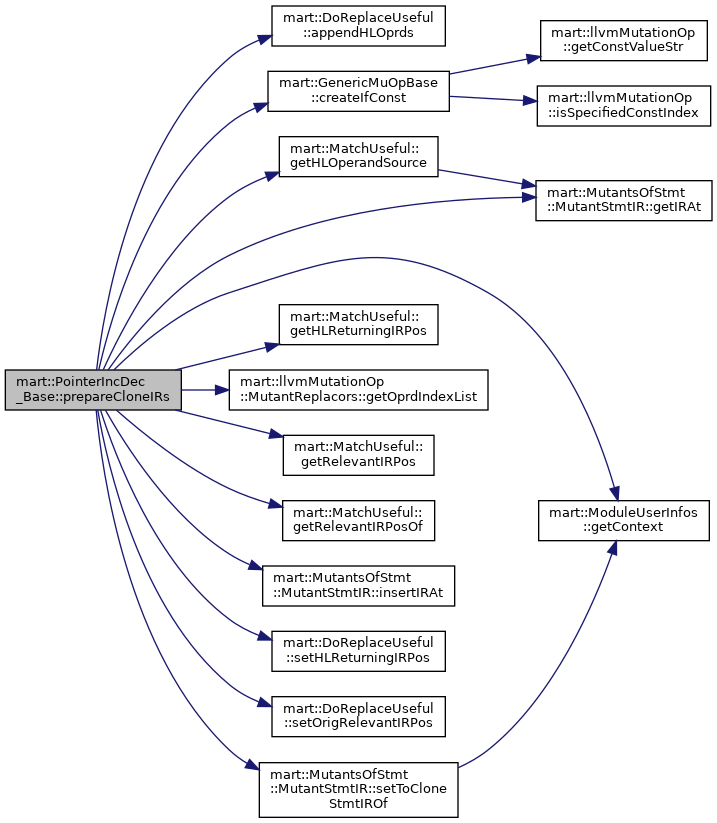 mart::DoReplaceUseful
::appendHLOprds
mart::GenericMuOpBase
::createIfConst
mart::llvmMutationOp
::getConstValueStr
mart::llvmMutationOp
::isSpecifiedConstIndex
mart::MatchUseful::
getHLOperandSource
mart::MutantsOfStmt
::MutantStmtIR::getIRAt
mart::MatchUseful::
getHLReturningIRPos
mart::PointerIncDec
_Base::prepareCloneIRs
mart::llvmMutationOp
::MutantReplacors::getOprdIndexList
mart::MatchUseful::
getRelevantIRPos
mart::MatchUseful::
getRelevantIRPosOf
mart::ModuleUserInfos
::getContext
mart::MutantsOfStmt
::MutantStmtIR::insertIRAt
mart::DoReplaceUseful
::setHLReturningIRPos
mart::DoReplaceUseful
::setOrigRelevantIRPos
mart::MutantsOfStmt
::MutantStmtIR::setToClone
StmtIROf